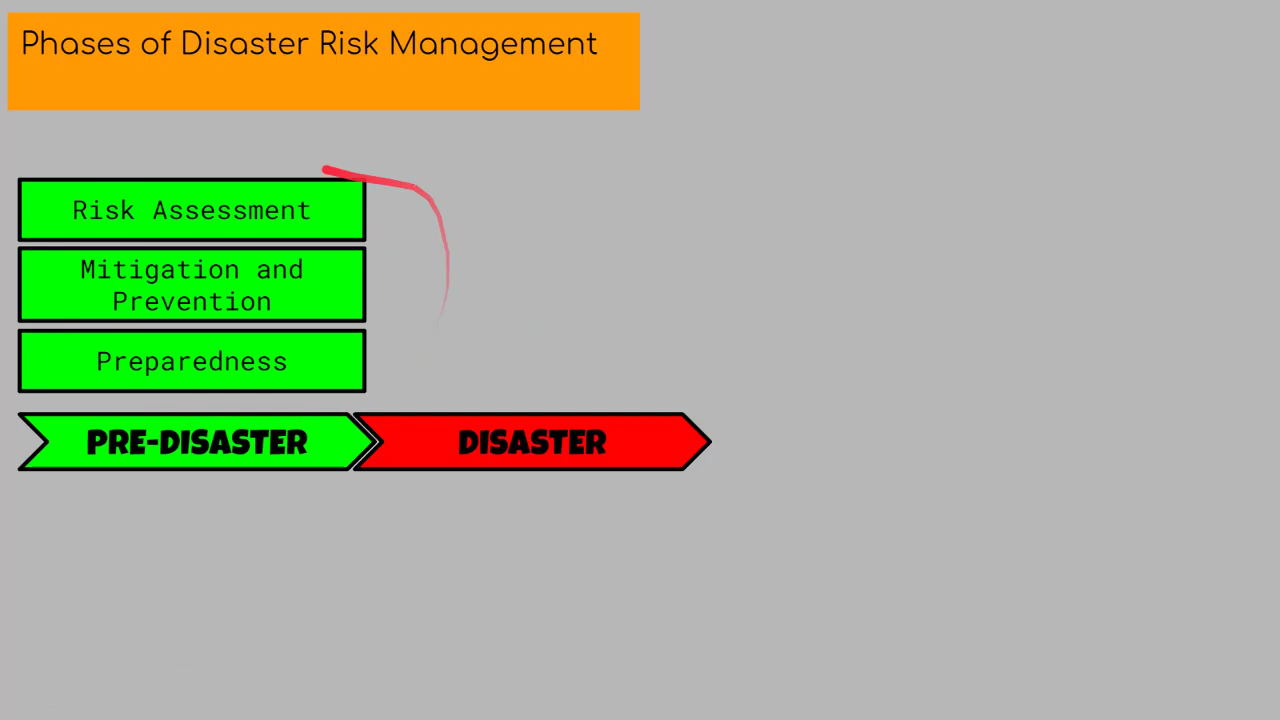 Phases of Disaster Risk Management
Risk Assessment
Mitigation and
Prevention
Preparedness
PRE-DISASTER
DISASTER